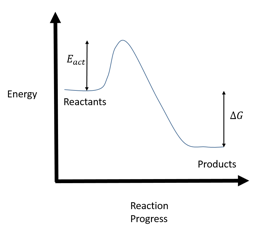 E_act
Energy
Reactants
ΔG
Products
Reaction
Progress